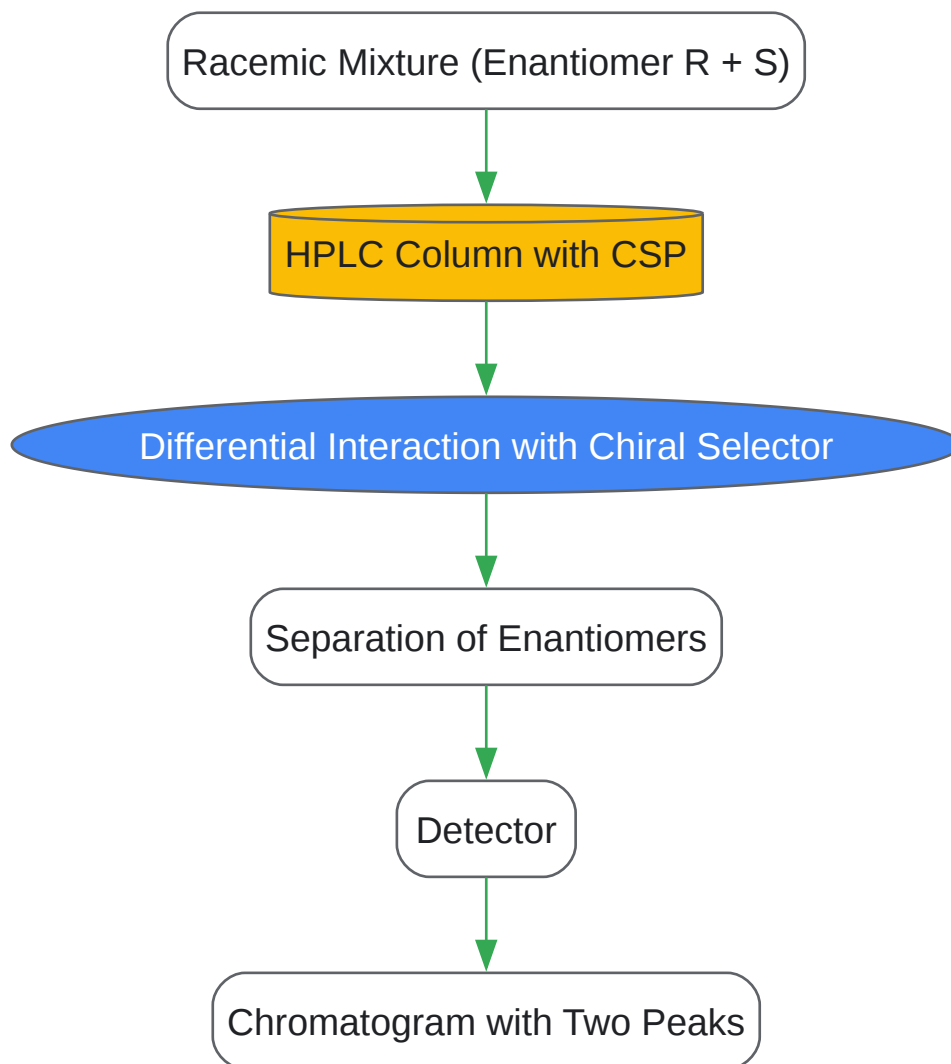 Racemic Mixture (Enantiomer R + S)
HPLC Column with CSP
Differential Interaction with Chiral Selector
Separation of Enantiomers
Detector
Chromatogram with Two Peaks